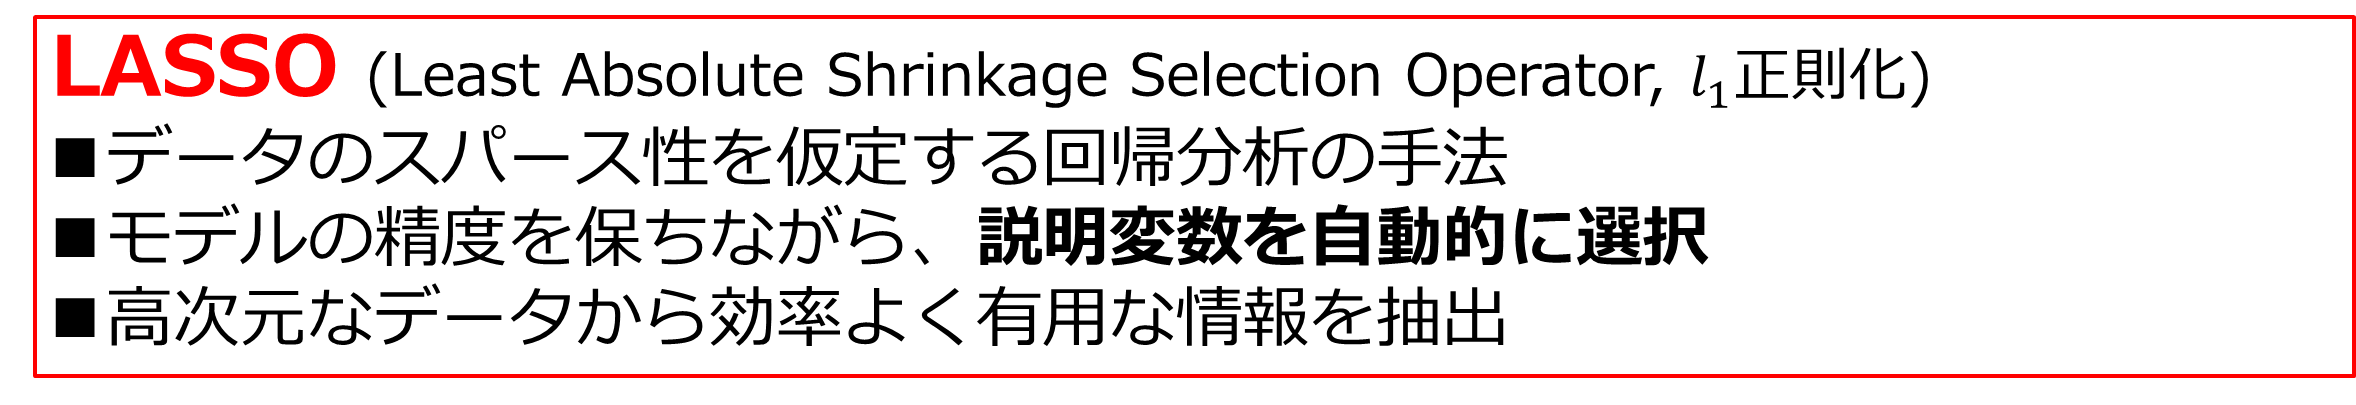 LASSO (Least Absolute Shrinkage Selection Operator, l₁正則化)
■データのスパース性を仮定する回帰分析の手法
■モデルの精度を保ちながら、説明変数を自動的に選択
■高次元なデータから効率よく有用な情報を抽出